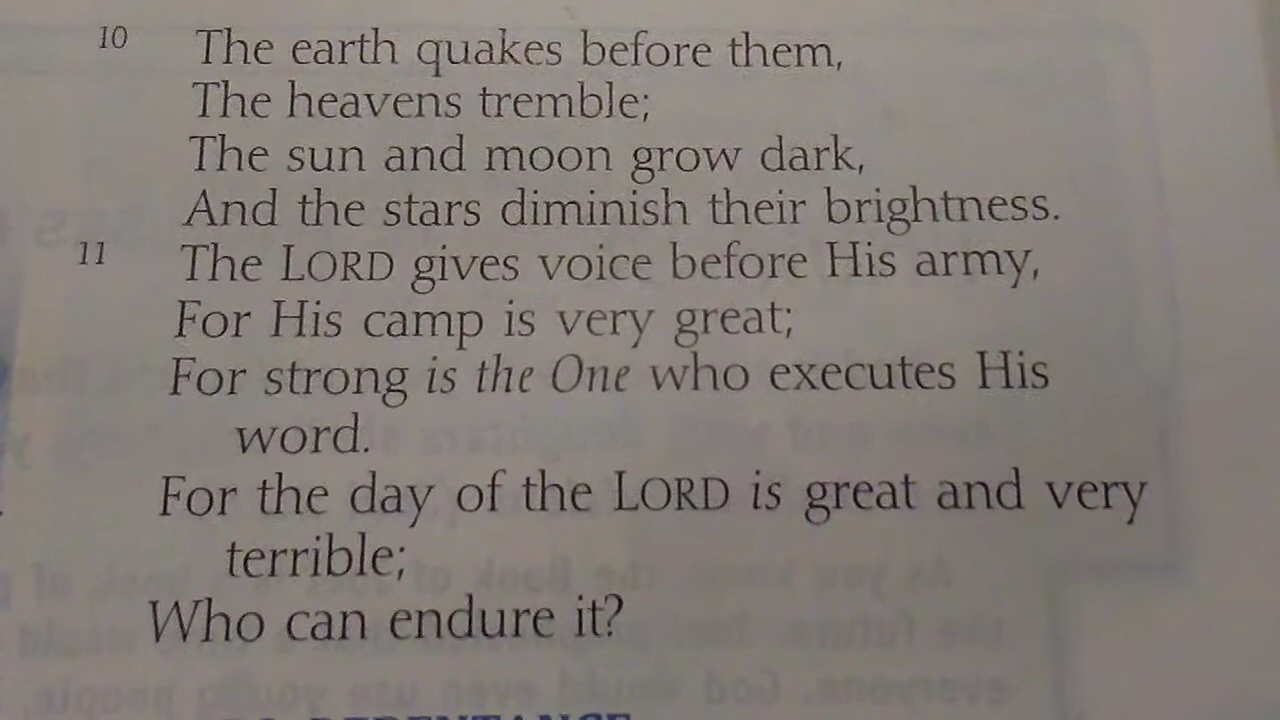 10 The earth quakes before them,
The heavens tremble;
The sun and moon grow dark,
And the stars diminish their brightness.
11 The LORD gives voice before His army,
For His camp is very great;
For strong is the One who executes His
word.
For the day of the LORD is great and very
terrible;
Who can endure it?
REPENTANCE